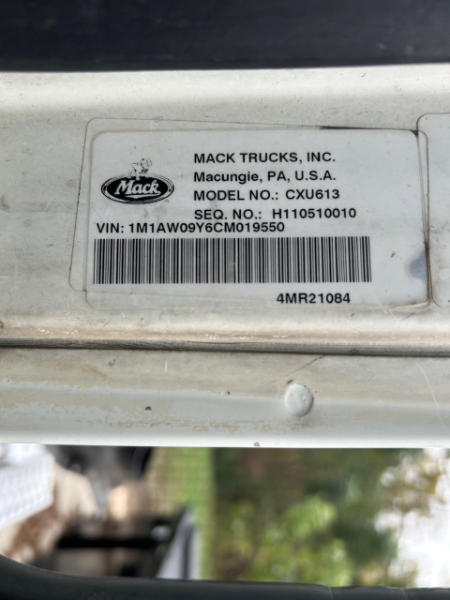 Mack
MACK TRUCKS, INC.
Macungie, PA, U.S.A.
MODEL NO.: CXU613
SEQ. NO.: H110510010
VIN: 1M1AW09Y6CM019550
4MR21084